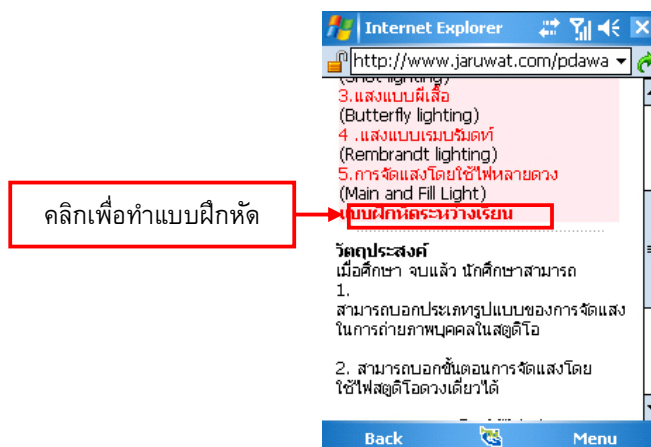 Internet Explorer
http://www.jaruwat.com/pdawa
lighting)
3.แสงแบบผีเสื้อ
(Butterfly lighting)
4 .แสงแบบเรมบรัมดท์
(Rembrandt lighting)
5.การจัดแสงโดยใช้ไฟหลายดวง
(Main and Fill Light)
คลิกเพื่อทำแบบฝึกหัด
แบบฝึกหัดระหว่างเรียน
วัตถุประสงค์
เมื่อศึกษา จบแล้ว นักศึกษาสามารถ
1.
สามารถบอกประเภทรูปแบบของการจัดแสง
ในการถ่ายภาพบุคคลในสตูดิโอ
2. สามารถบอกขั้นตอนการจัดแสงโดย
ใช้ไฟสตูดิโอดวงเดียวได้
Back
Menu